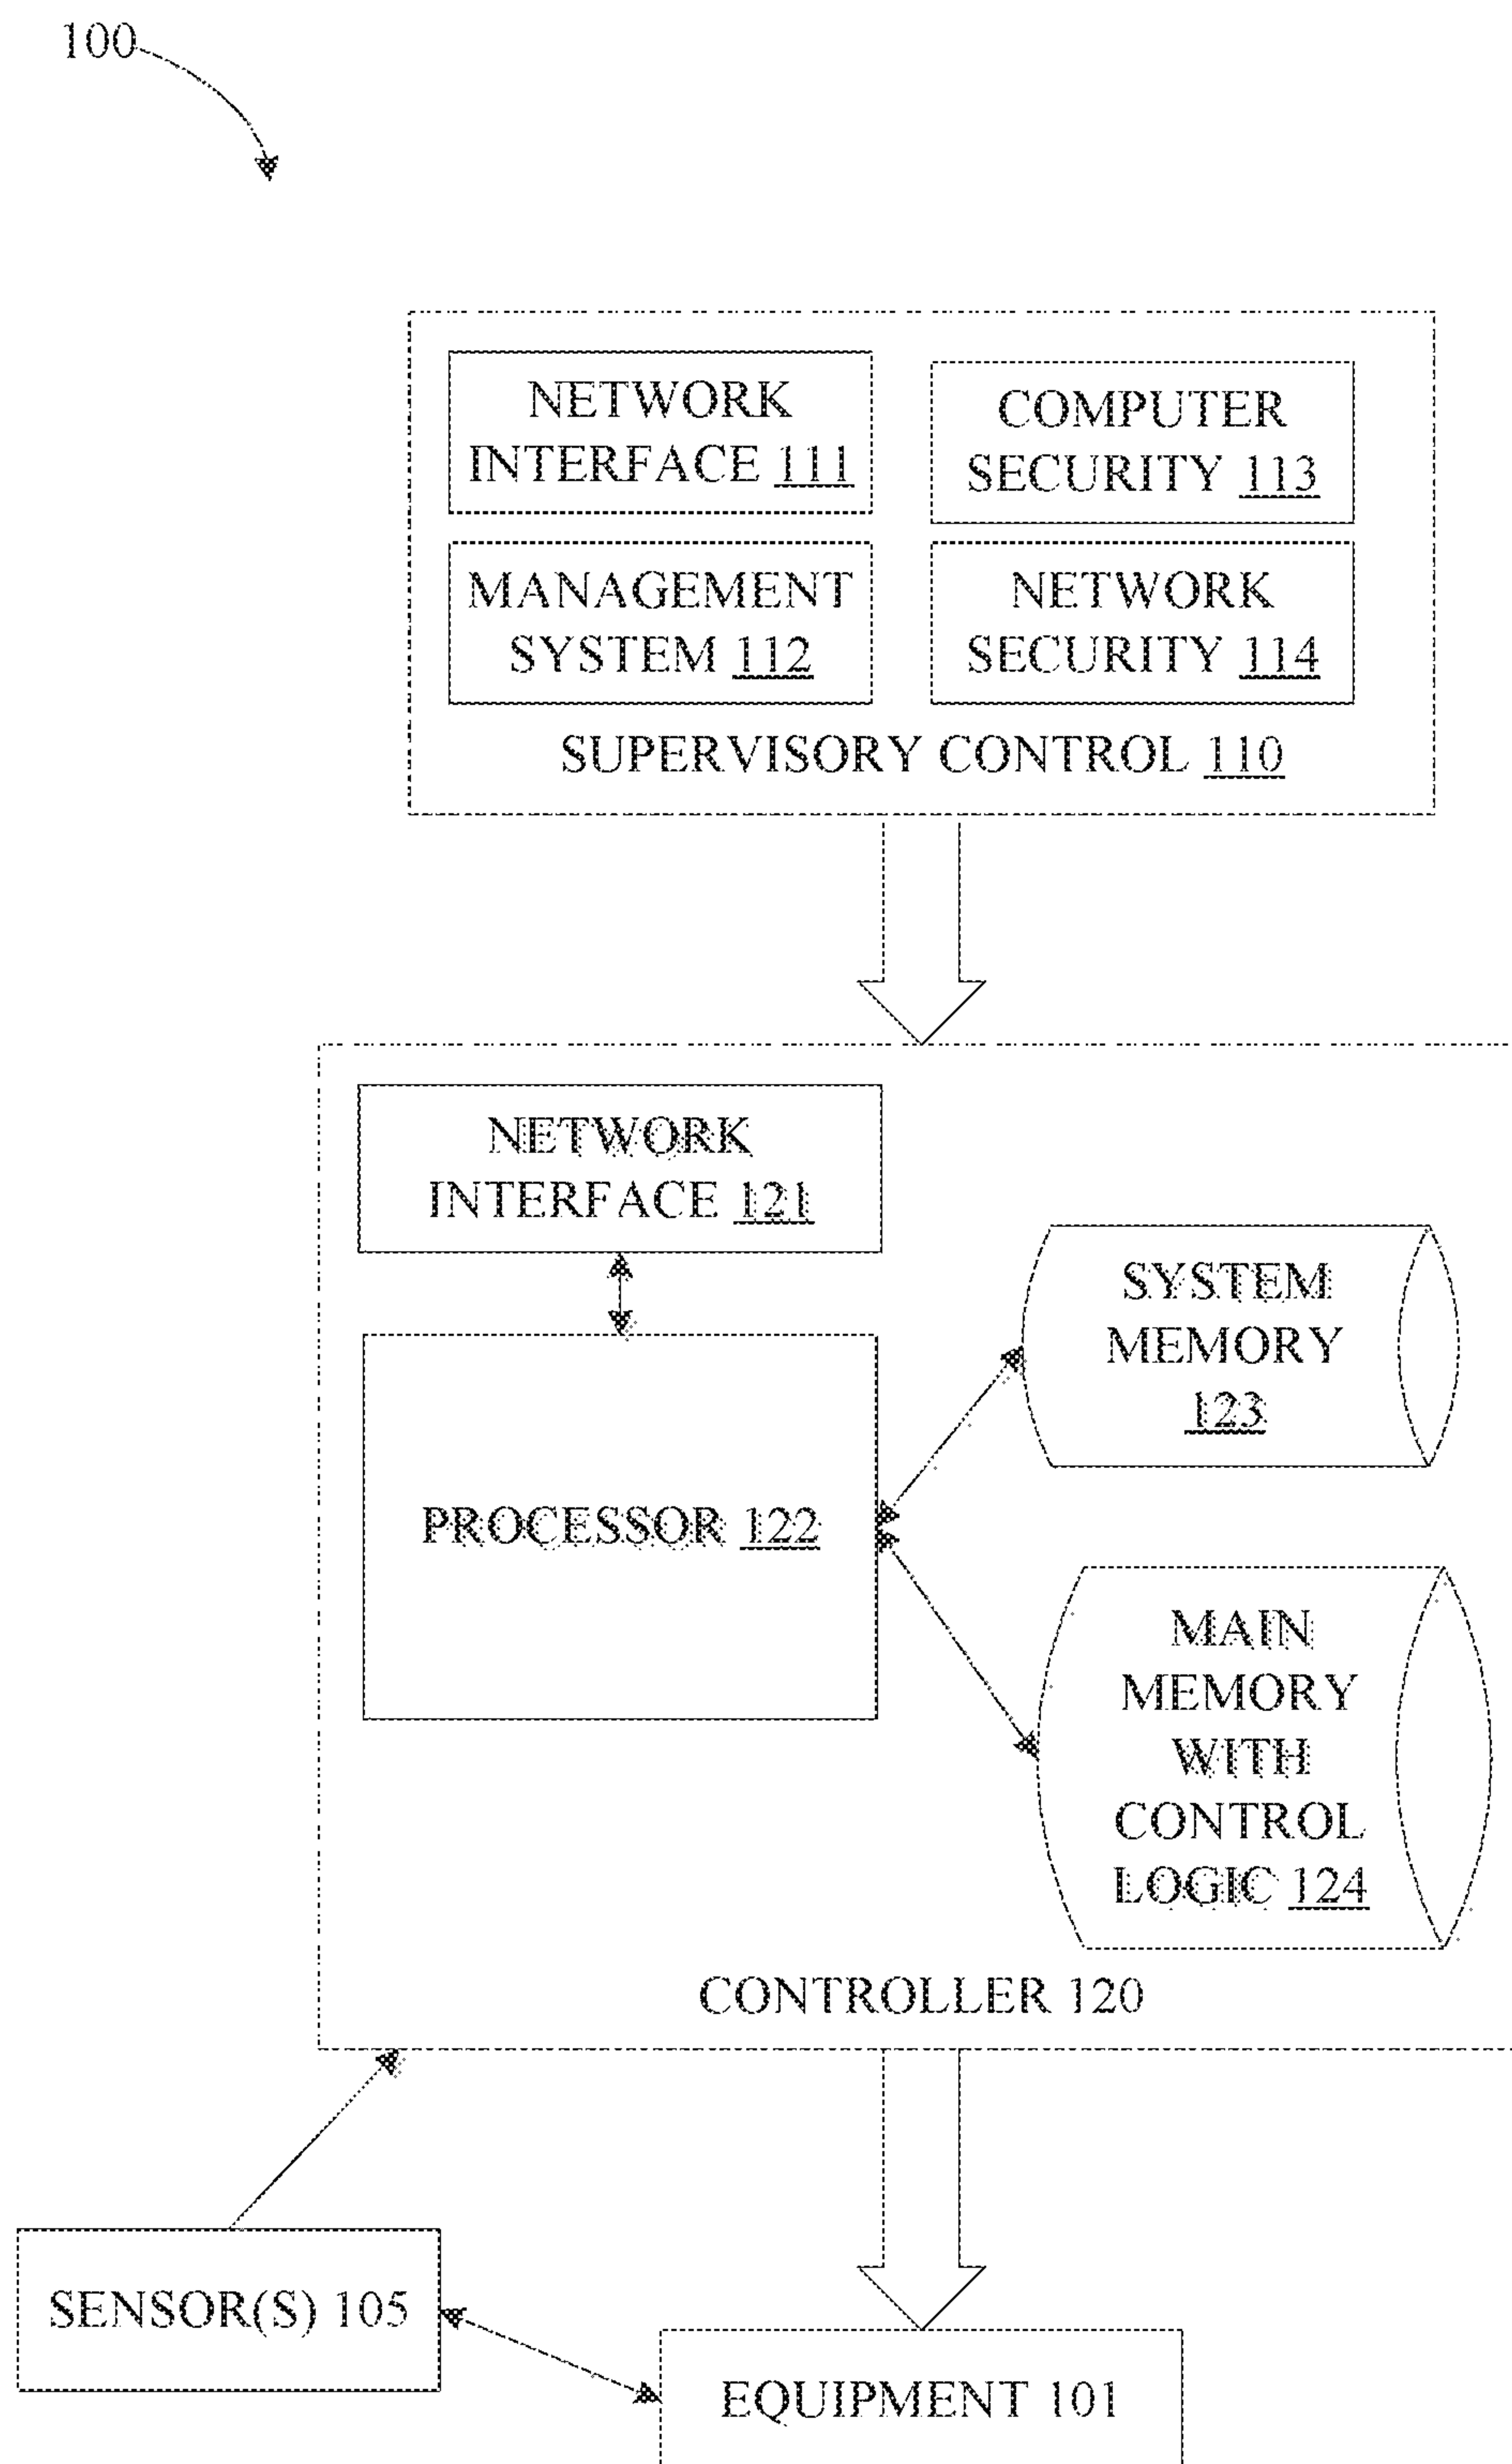 100
NETWORK
INTERFACE 111
COMPUTER
SECURITY 113
MANAGEMENT
SYSTEM 112
NETWORK
SECURITY 114
SUPERVISORY CONTROL 110
NETWORK
INTERFACE 121
SYSTEM
MEMORY
123
PROCESSOR 122
MAIN
MEMORY
WITH
CONTROL
LOGIC 124
CONTROLLER 120
SENSOR(S) 105
EQUIPMENT 101